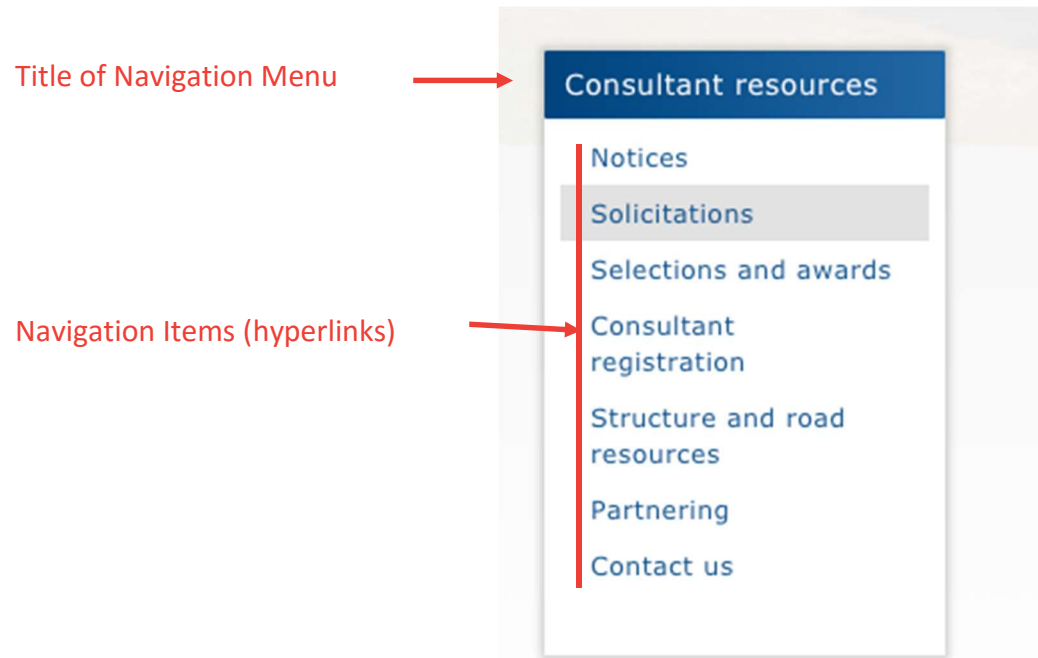 Title of Navigation Menu
Consultant resources
Notices
Solicitations
Selections and awards
Navigation Items (hyperlinks)
Consultant
registration
Structure and road
resources
Partnering
Contact us